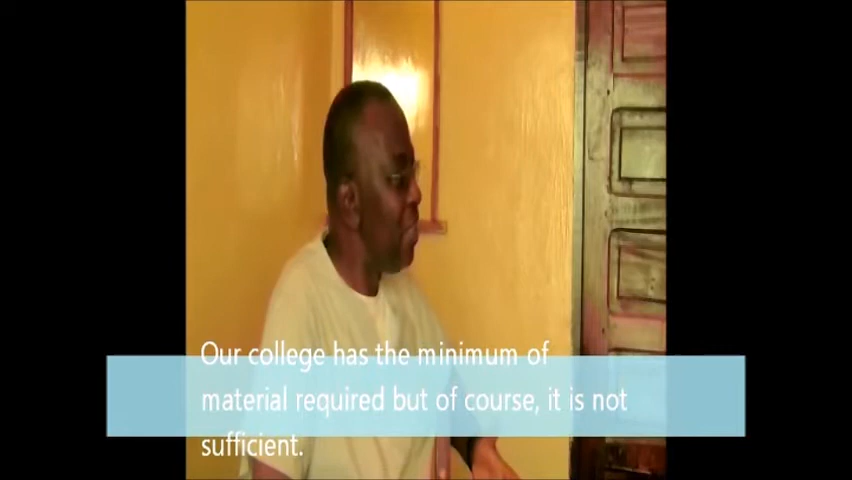 Our college has the minimum of
material required but of course, it is not
sufficient.